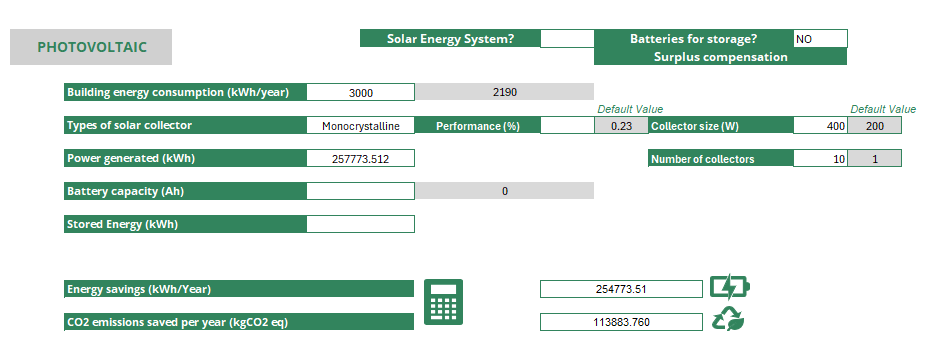 PHOTOVOLTAIC
Solar Energy System?
Batteries for storage? NO
Surplus compensation
Building energy consumption (kWh/year) 3000 2190
Default Value Default Value
Types of solar collector Monocrystalline Performance (%) 0.23 Collector size (W) 400 200
Power generated (kWh) 257773.512 Number of collectors 10 1
Battery capacity (Ah) 0
Stored Energy (kWh)
Energy savings (kWh/Year) 254773.51
CO2 emissions saved per year (kgCO2 eq) 113883.760